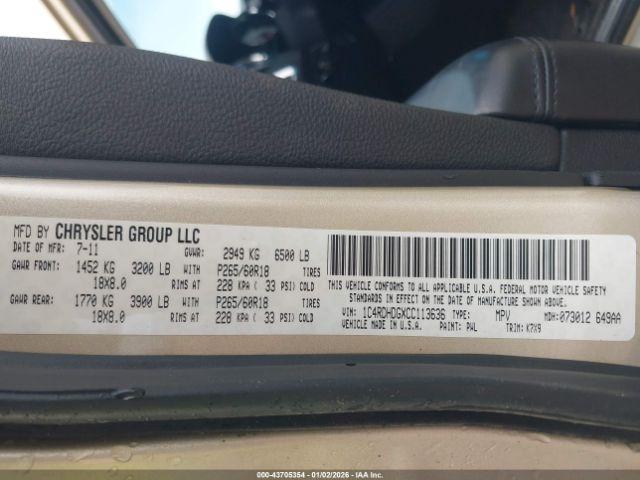 MFD BY CHRYSLER GROUP LLC
DATE OF MFR: 7-11 GVWR: 2949 KG 6500 LB
GAWR FRONT: 1452 KG 3200 LB WITH P265/60R18 TIRES
18X8.0 RIMS AT 228 KPA ( 33 PSI) COLD
GAWR REAR: 1770 KG 3900 LB WITH P265/60R18 TIRES
18X8.0 RIMS AT 228 KPA ( 33 PSI) COLD
THIS VEHICLE CONFORMS TO ALL APPLICABLE U.S.A. FEDERAL MOTOR VEHICLE SAFETY
STANDARDS IN EFFECT ON THE DATE OF MANUFACTURE SHOWN ABOVE.
VIN: 1C4RDHDGXCC113636 TYPE: MPV MDH: 073012 649AA
VEHICLE MADE IN U.S.A. PAINT: PWL TRIM: K7X9
000-43705354 - 01/02/2026 - IAA, Inc.